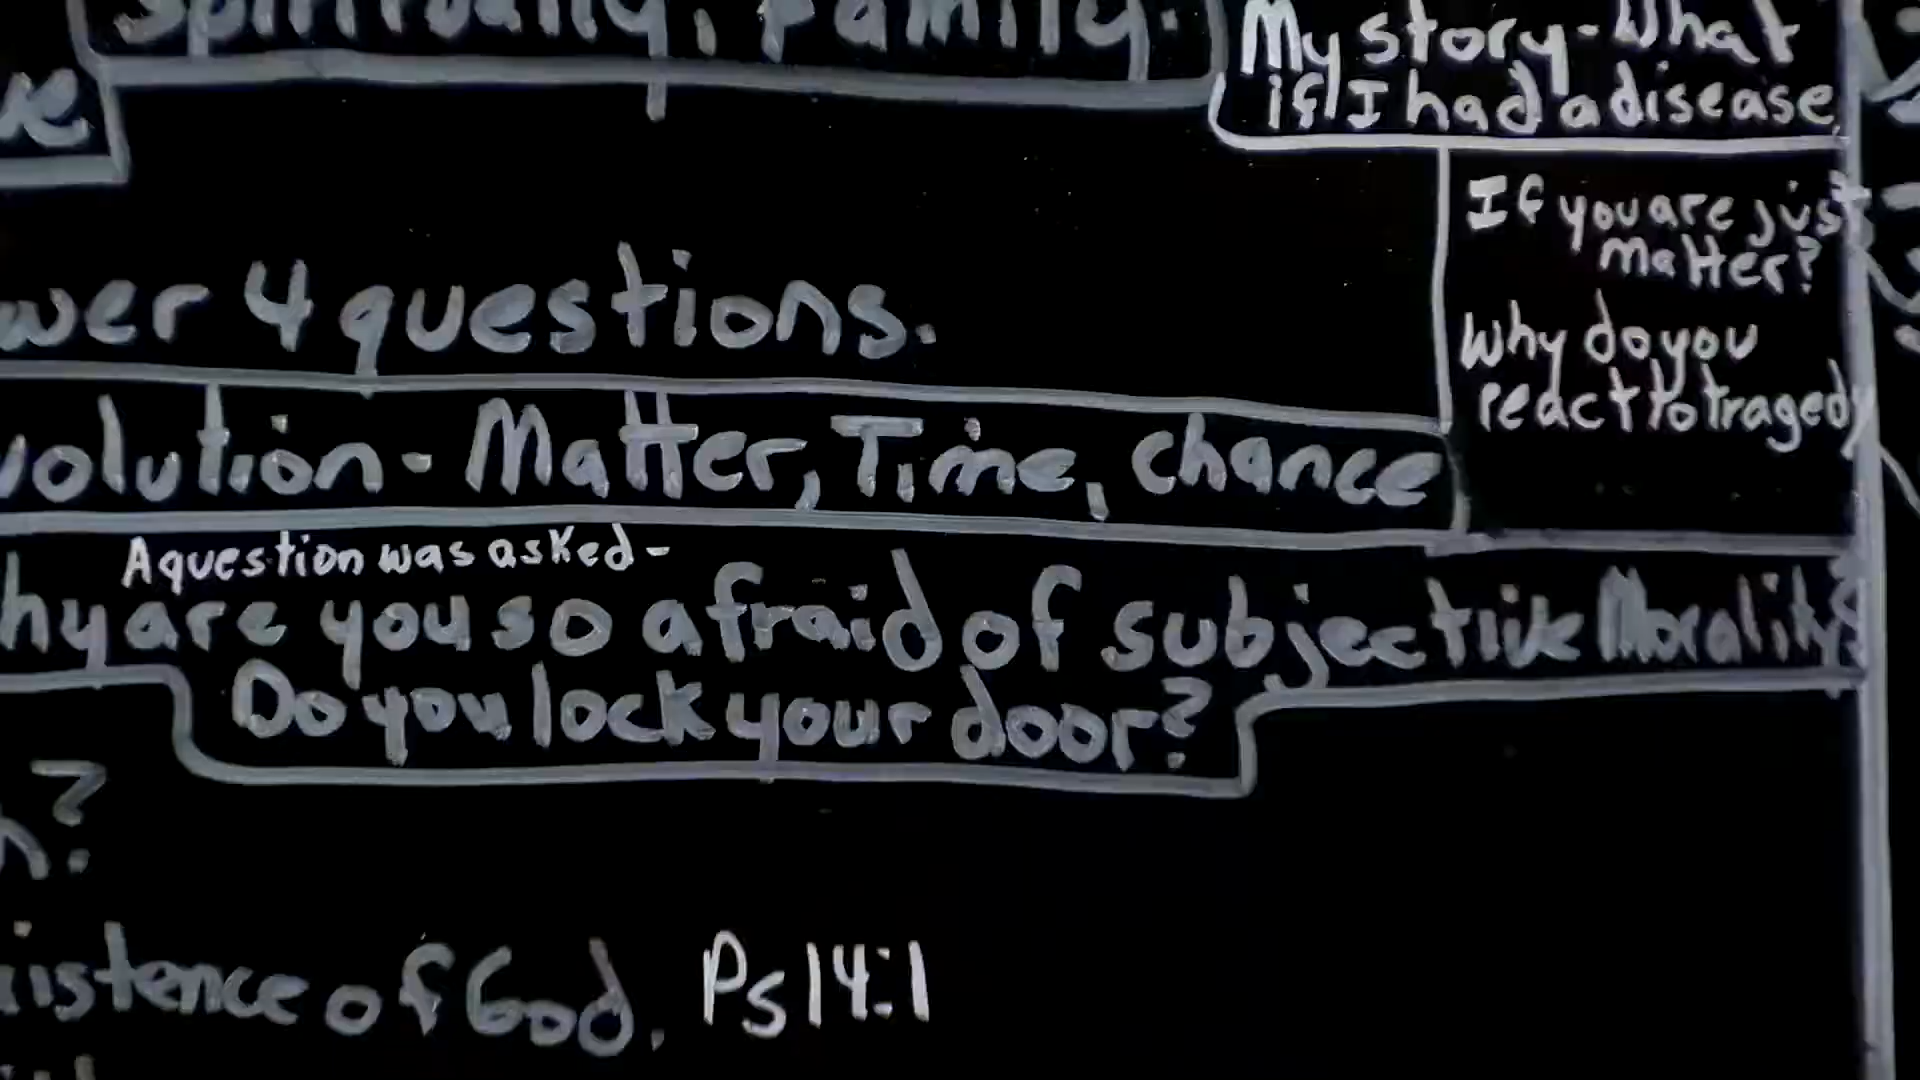 Spiritually, Family.
My story-What
if I had a disease
If you are just
matter?
Why do you
react to tragedy
4 questions.
volution - Matter, Time, chance
A question was asked-
hy are you so afraid of subjective Morality?
Do you lock your door?
istence of God. Ps 14:1